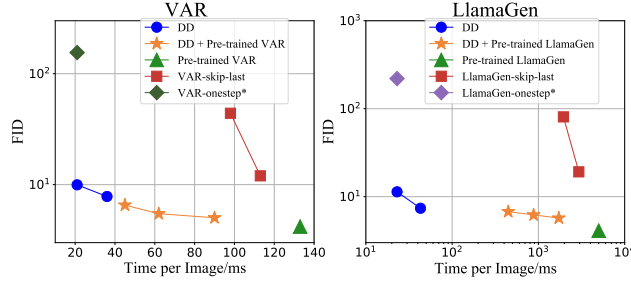 VAR
FID
10²
10¹
20 40 60 80 100 120 140
Time per Image/ms
DD
DD + Pre-trained VAR
Pre-trained VAR
VAR-skip-last
VAR-onestep*
LlamaGen
FID
10³
10²
10¹
10¹ 10² 10³ 10⁴
Time per Image/ms
DD
DD + Pre-trained LlamaGen
Pre-trained LlamaGen
LlamaGen-skip-last
LlamaGen-onestep*